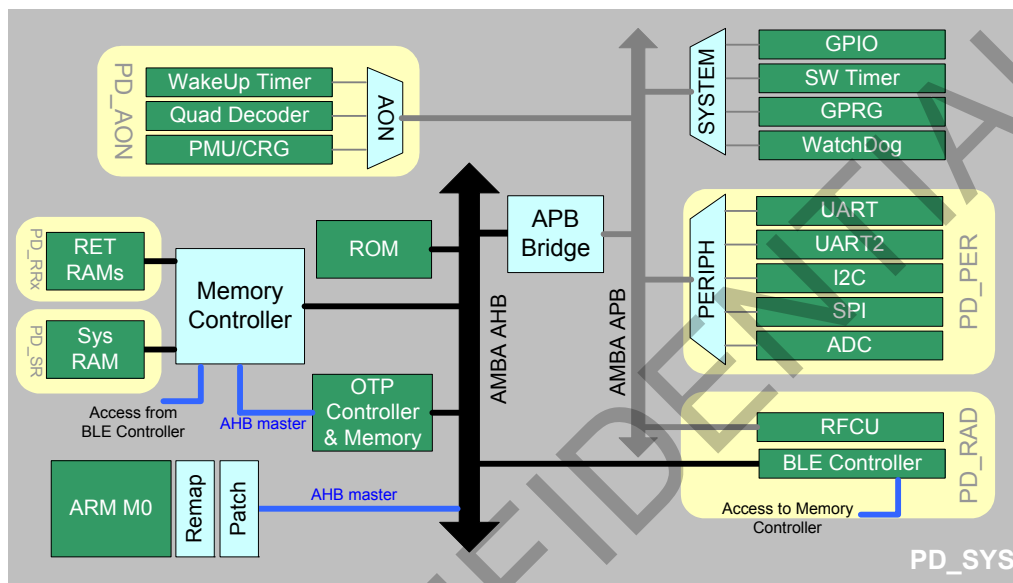 PD_AON
WakeUp Timer
Quad Decoder
PMU/CRG
AON
SYSTEM
GPIO
SW Timer
GPRG
WatchDog
PD_RRx
RET
RAMs
PD_SR
Sys
RAM
Memory
Controller
ROM
APB
Bridge
AMBA AHB
AMBA APB
PERIPH
UART
UART2
I2C
SPI
ADC
PD_PER
Access from
BLE Controller
AHB master
OTP
Controller
& Memory
RFCU
BLE Controller
PD_RAD
Access to Memory
Controller
ARM M0
Remap
Patch
AHB master
PD_SYS